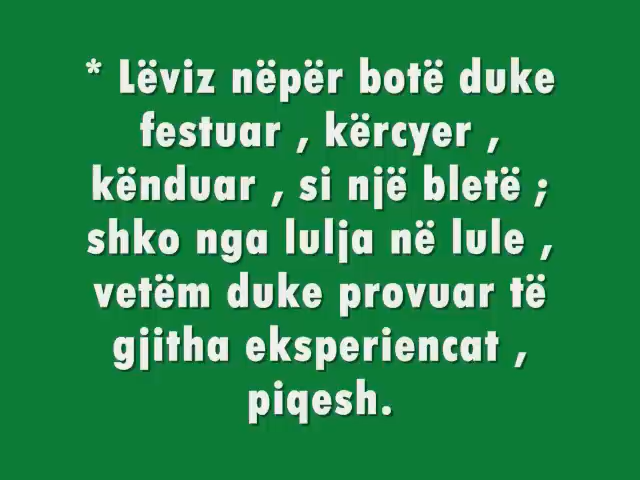 * Lëviz nëpër botë duke
festuar , kërcyer ,
kënduar , si një bletë ;
shko nga lulja në lule ,
vetëm duke provuar të
gjitha eksperiencat ,
piqesh.